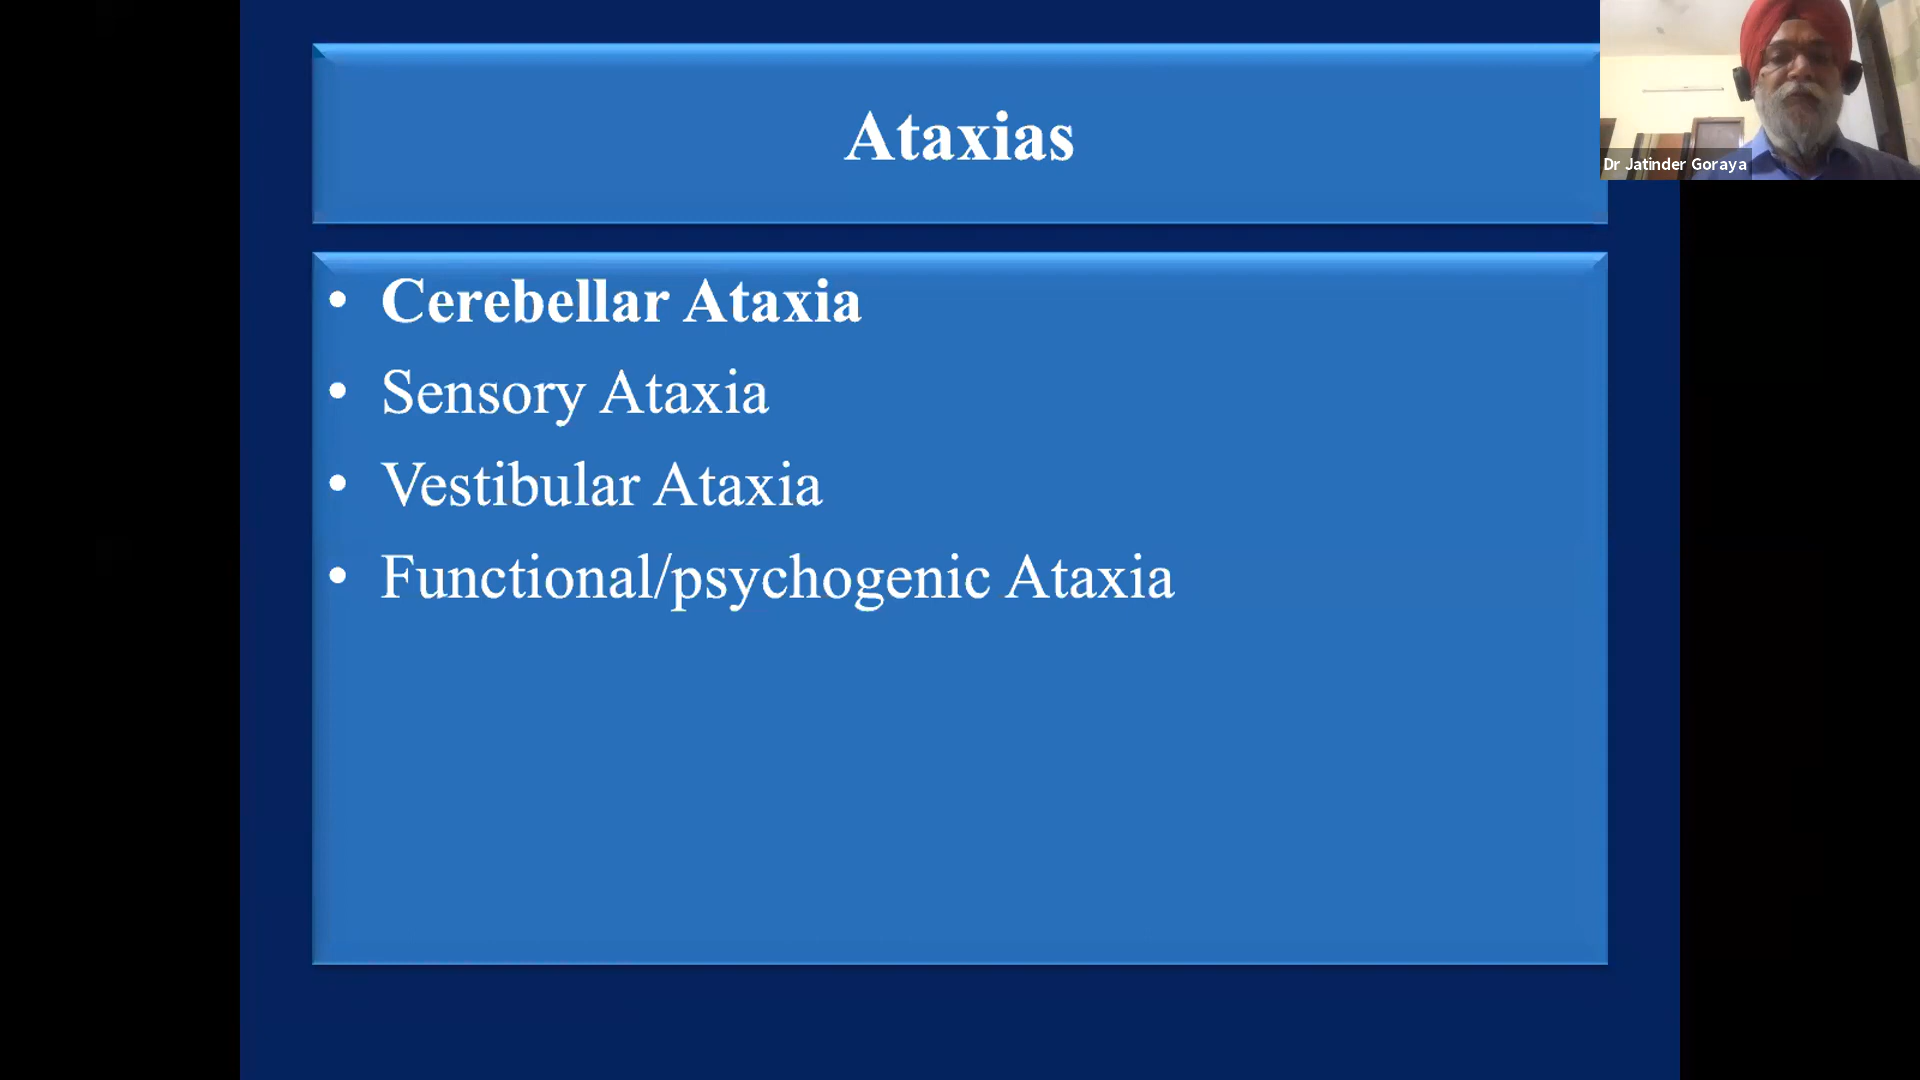 Ataxias
Dr Jatinder Goraya
• Cerebellar Ataxia
• Sensory Ataxia
• Vestibular Ataxia
• Functional/psychogenic Ataxia